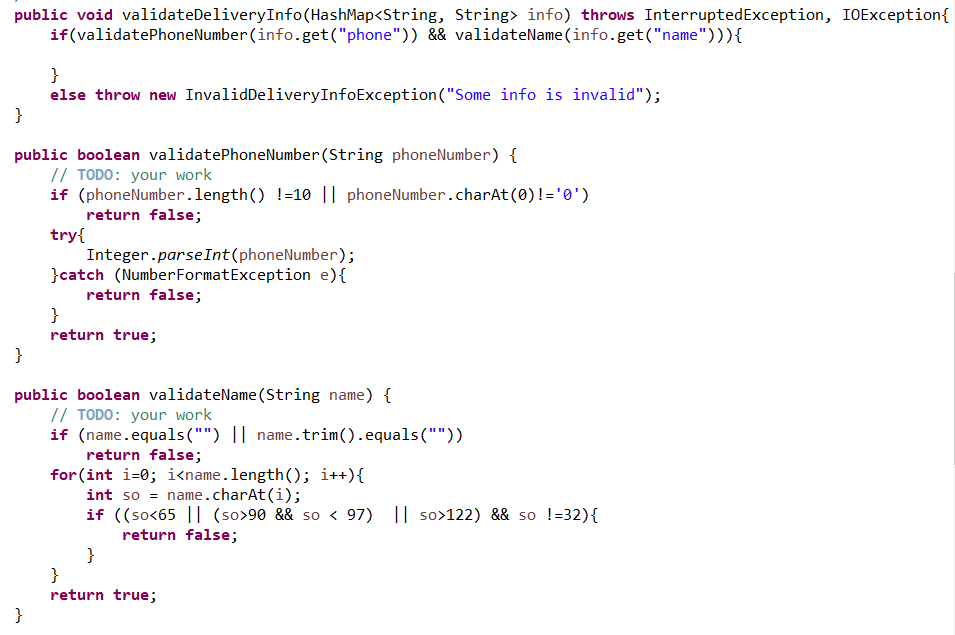 public void validateDeliveryInfo(HashMap<String, String> info) throws InterruptedException, IOException{
    if(validatePhoneNumber(info.get("phone")) && validateName(info.get("name"))){
    }
    else throw new InvalidDeliveryInfoException("Some info is invalid");
}
public boolean validatePhoneNumber(String phoneNumber) {
    // TODO: your work
    if (phoneNumber.length() !=10 || phoneNumber.charAt(0)!='0')
        return false;
    try{
        Integer.parseInt(phoneNumber);
    }catch (NumberFormatException e){
        return false;
    }
    return true;
}
public boolean validateName(String name) {
    // TODO: your work
    if (name.equals("") || name.trim().equals(""))
        return false;
    for(int i=0; i<name.length(); i++){
        int so = name.charAt(i);
        if ((so<65 || (so>90 && so < 97)  || so>122) && so !=32){
            return false;
        }
    }
    return true;
}